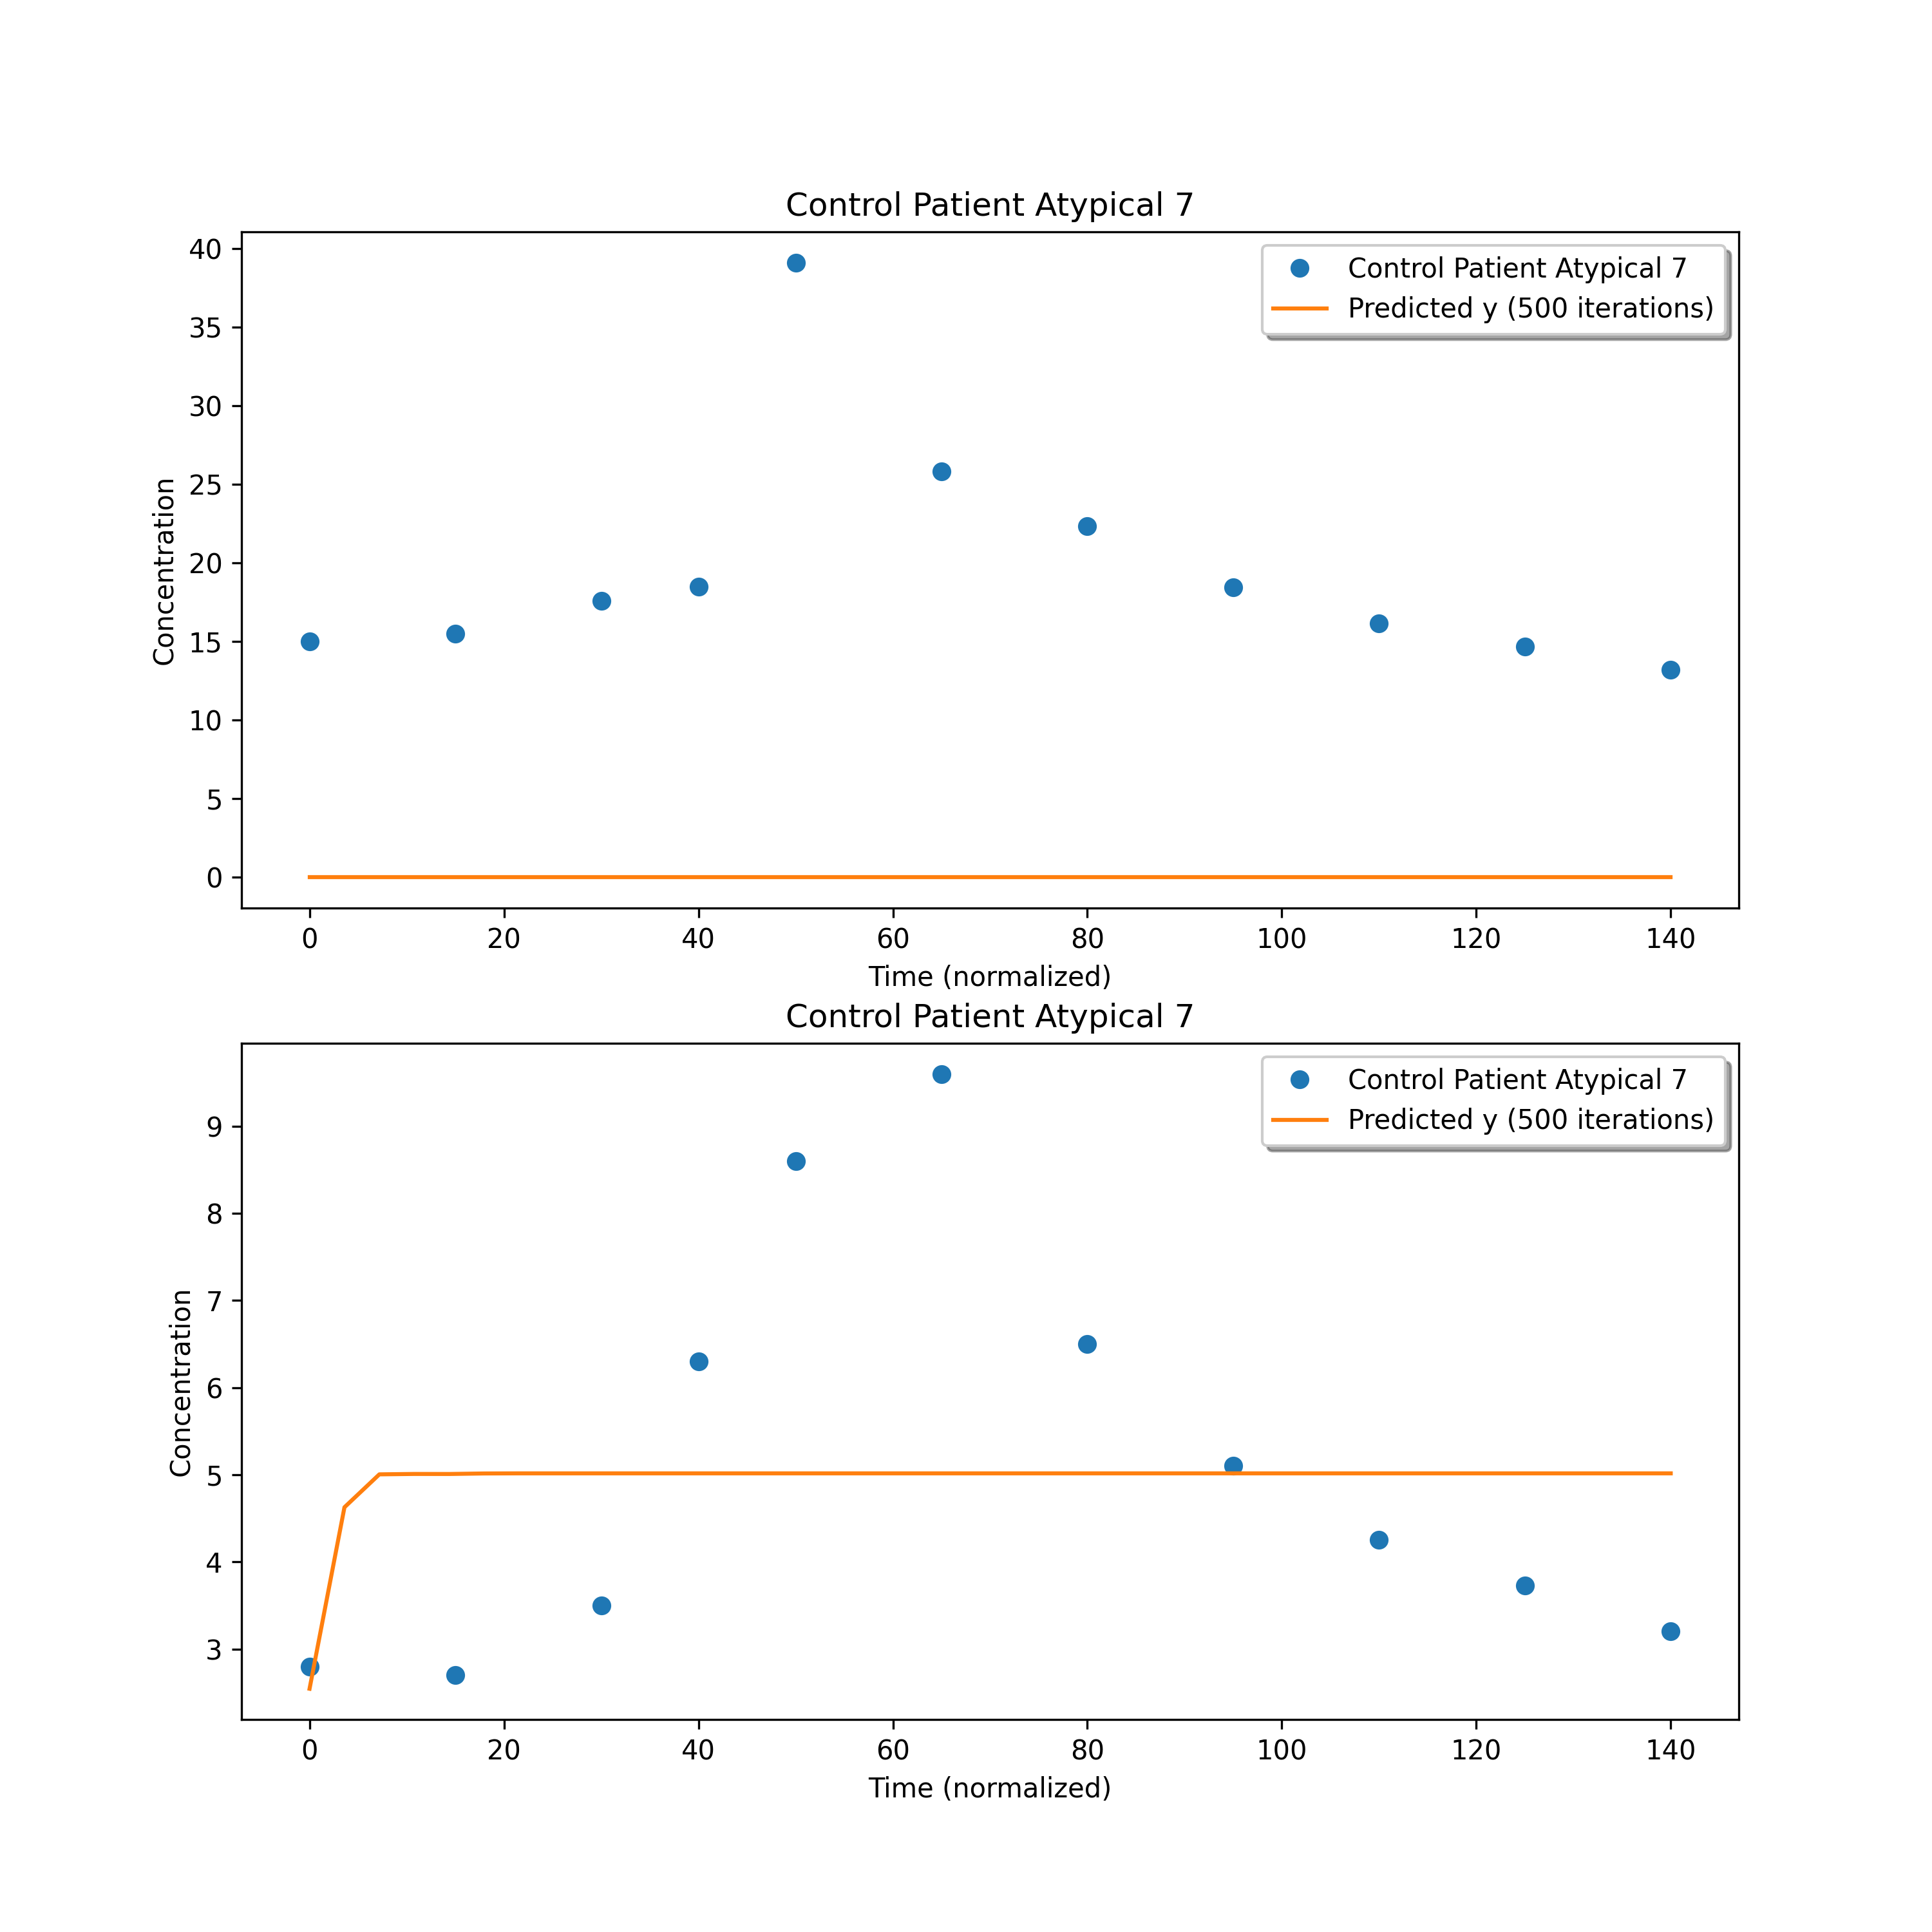 Control Patient Atypical 7
40
35
30
25
20
15
10
5
0
Concentration
Control Patient Atypical 7
Predicted y (500 iterations)
0 20 40 60 80 100 120 140
Time (normalized)
Control Patient Atypical 7
9
8
7
6
5
4
3
Concentration
Control Patient Atypical 7
Predicted y (500 iterations)
0 20 40 60 80 100 120 140
Time (normalized)